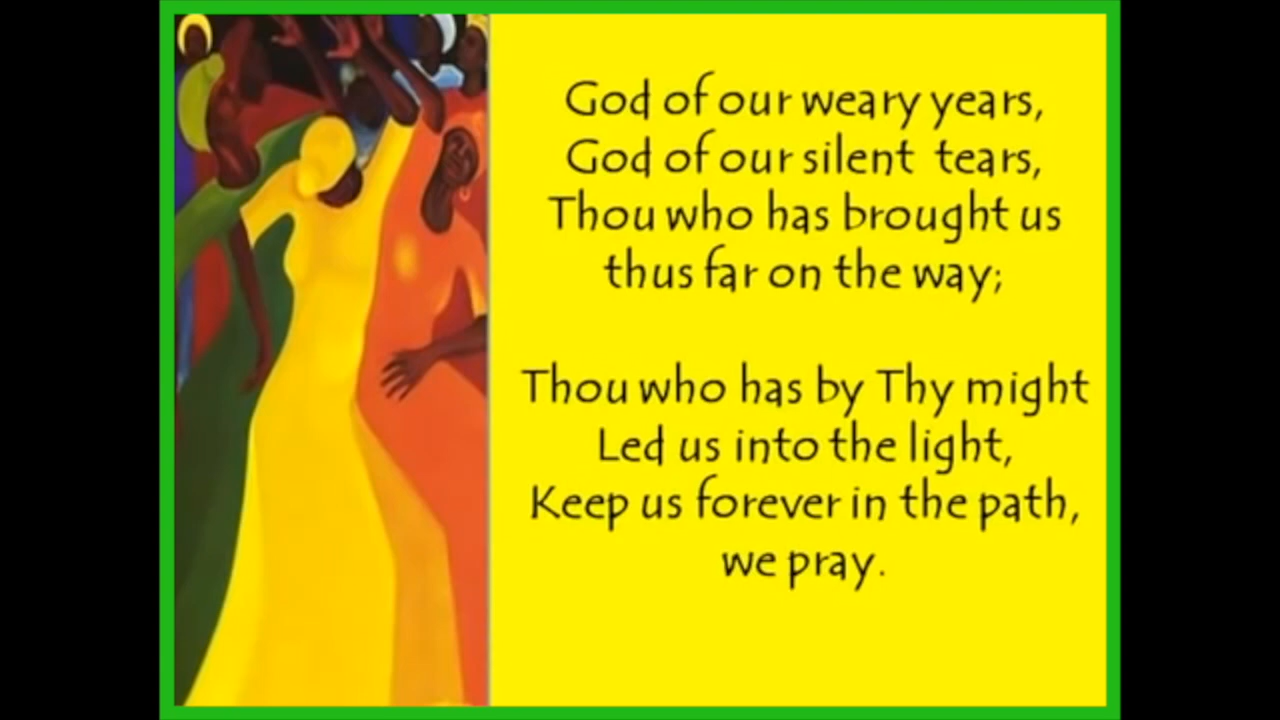 God of our weary years,
God of our silent tears,
Thou who has brought us
thus far on the way;
Thou who has by Thy might
Led us into the light,
Keep us forever in the path,
we pray.